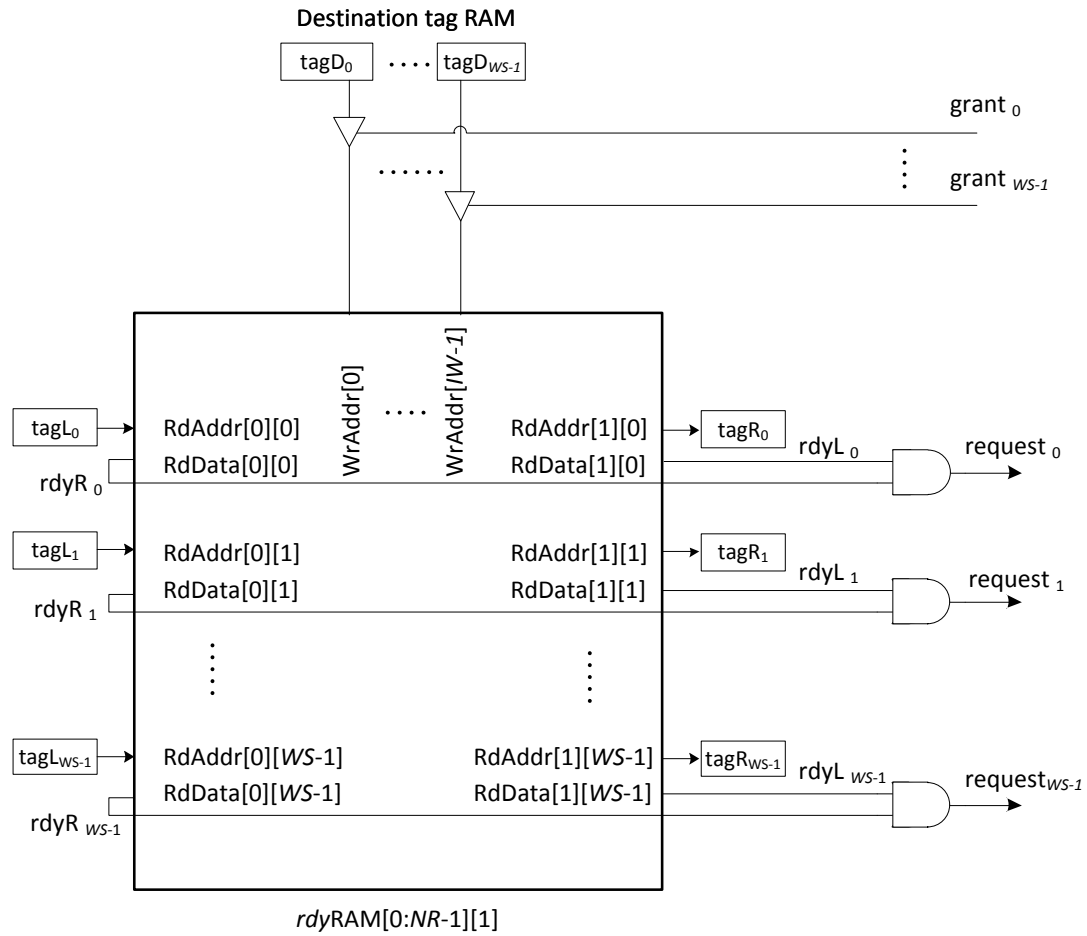 Destination tag RAM
tagD0 .... tagDWS-1
grant 0
grant WS-1
WrAddr[0] .... WrAddr[IW-1]
tagL0 RdAddr[0][0] RdAddr[1][0] tagR0
rdyR 0 RdData[0][0] RdData[1][0] rdyL 0 request 0
tagL1 RdAddr[0][1] RdAddr[1][1] tagR1
rdyR 1 RdData[0][1] RdData[1][1] rdyL 1 request 1
tagLWS-1 RdAddr[0][WS-1] RdAddr[1][WS-1] tagRWS-1
rdyR WS-1 RdData[0][WS-1] RdData[1][WS-1] rdyL WS-1 requestWS-1
rdyRAM[0:NR-1][1]